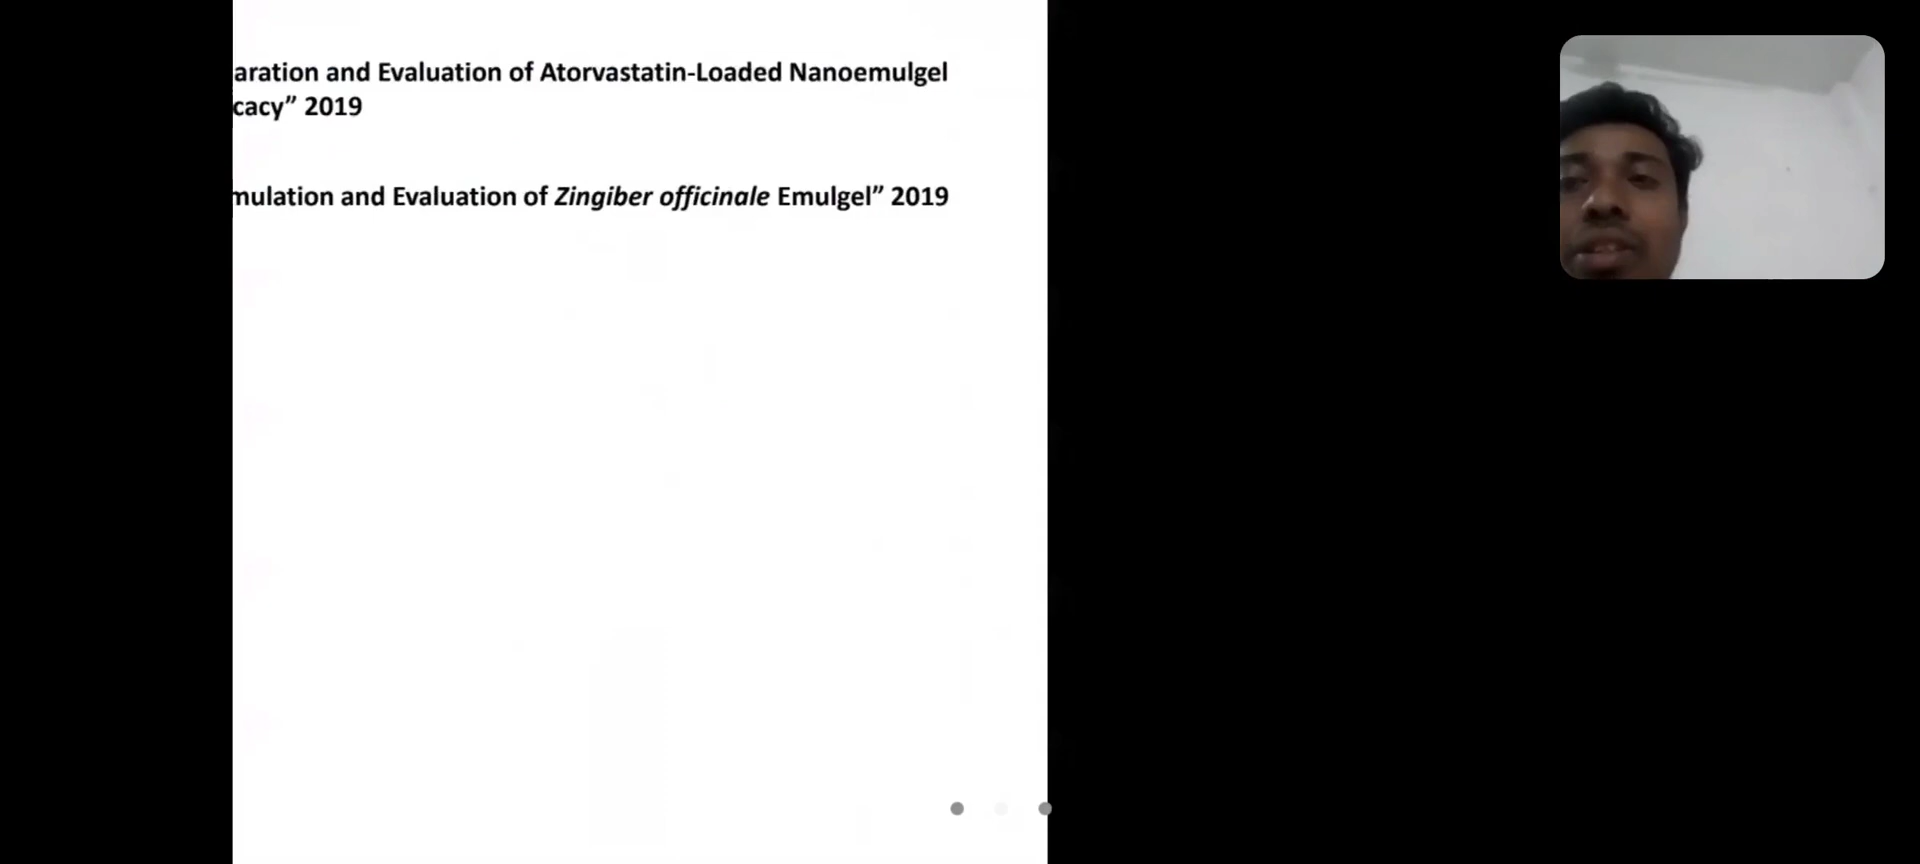 aration and Evaluation of Atorvastatin-Loaded Nanoemulgel
cacy” 2019
mulation and Evaluation of Zingiber officinale Emulgel” 2019